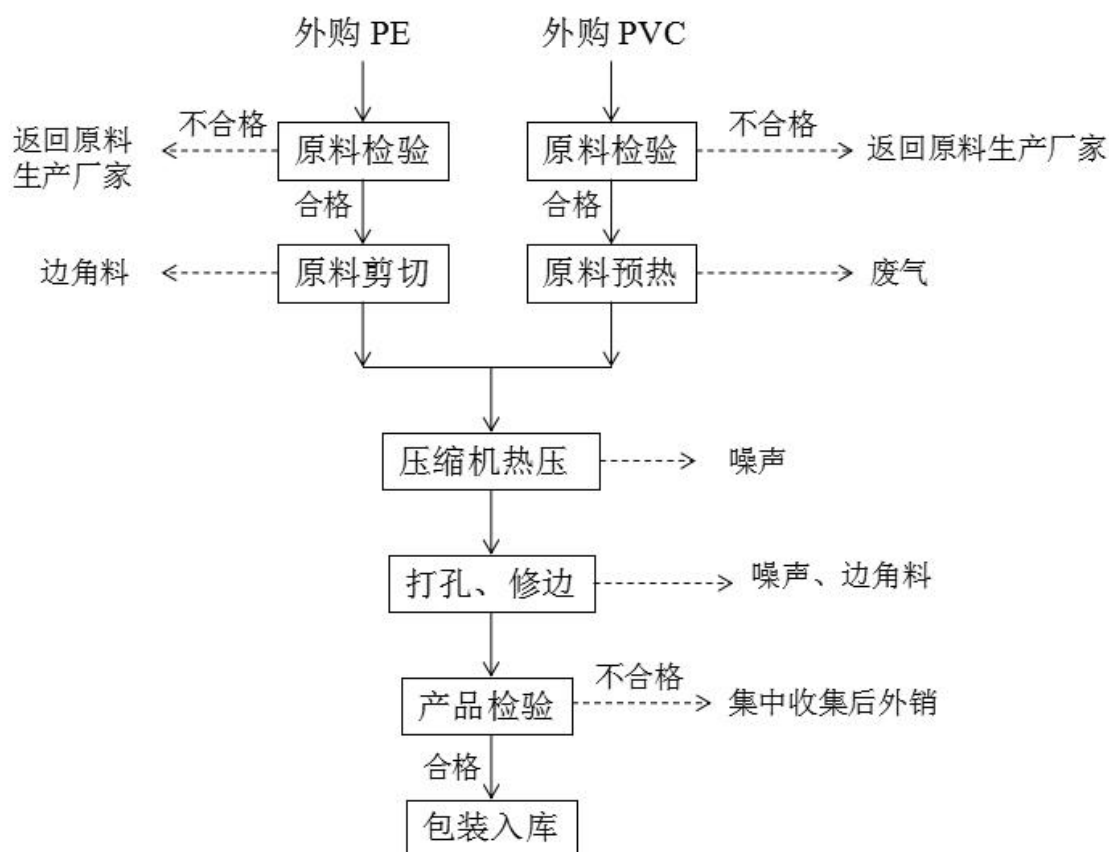 外购 PE
外购 PVC
不合格
不合格
返回原料
生产厂家
原料检验
原料检验
返回原料生产厂家
合格
合格
边角料
原料剪切
原料预热
废气
压缩机热压
噪声
打孔、修边
噪声、边角料
不合格
产品检验
集中收集后外销
合格
包装入库